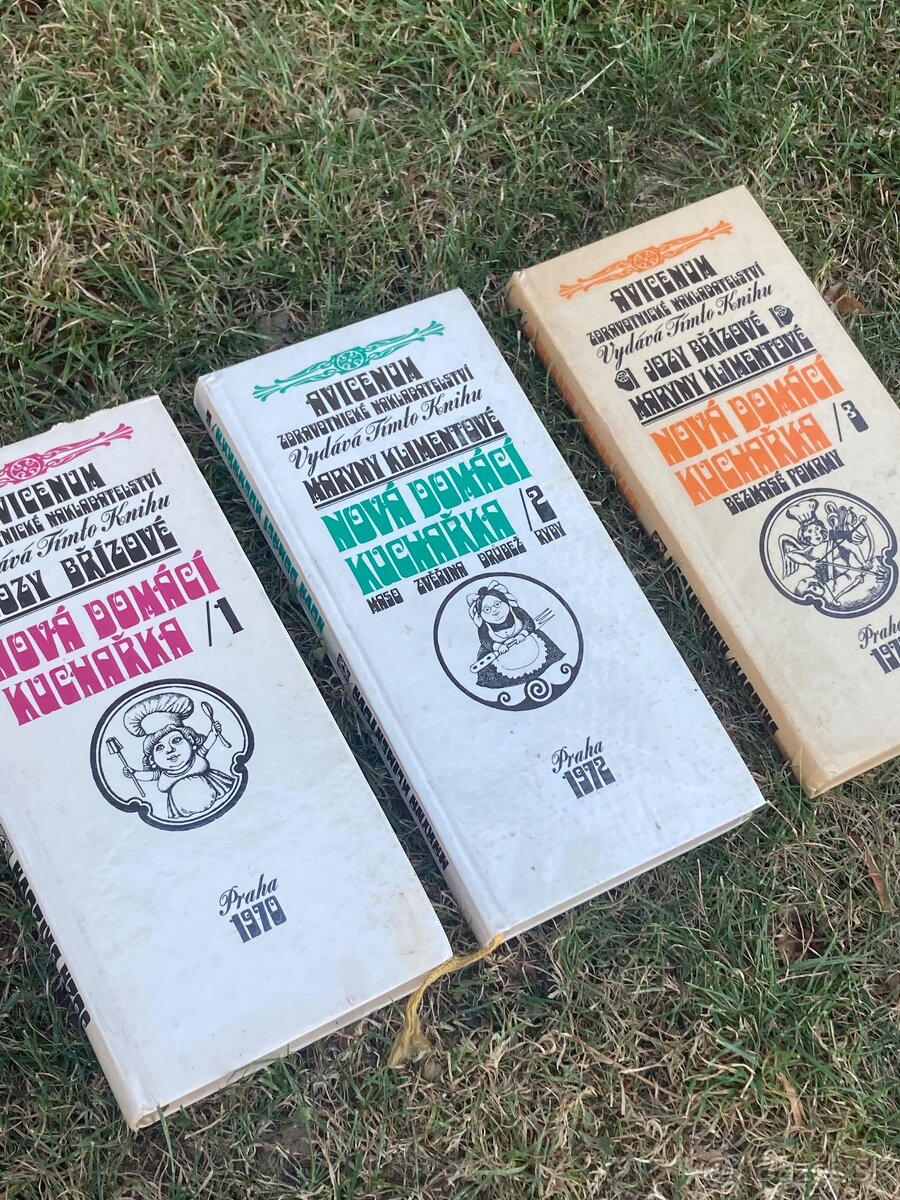 AVICENUM
ZDRAVOTNICKÉ NAKLADATELSTVÍ
Vydává Tímto Knihu
JOZY BŘÍZOVÉ
NOVÁ DOMÁCÍ
KUCHAŘKA /1
Praha
1970
AVICENUM
ZDRAVOTNICKÉ NAKLADATELSTVÍ
Vydává Tímto Knihu
MARYNY KLIMENTOVÉ
NOVÁ DOMÁCÍ
KUCHAŘKA /2
MASO ZVĚŘINA DRŮBEŽ RYBY
Praha
1972
AVICENUM
ZDRAVOTNICKÉ NAKLADATELSTVÍ
Vydává Tímto Knihu
JOZY BŘÍZOVÉ
MARYNY KLIMENTOVÉ
NOVÁ DOMÁCÍ
KUCHAŘKA /3
BEZMASÉ POKRMY
Praha